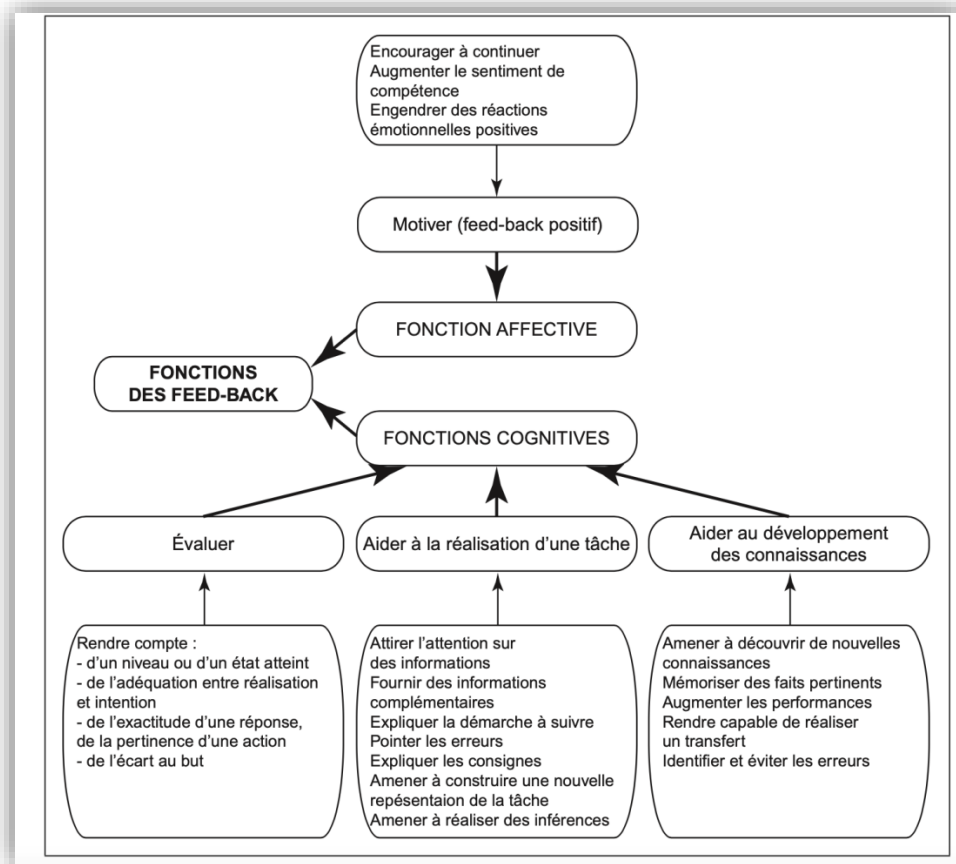 Encourager à continuer
Augmenter le sentiment de
compétence
Engendrer des réactions
émotionnelles positives
Motiver (feed-back positif)
FONCTION AFFECTIVE
FONCTIONS
DES FEED-BACK
FONCTIONS COGNITIVES
Évaluer
Aider à la réalisation d'une tâche
Aider au développement
des connaissances
Rendre compte :
- d'un niveau ou d'un état atteint
- de l'adéquation entre réalisation
et intention
- de l'exactitude d'une réponse,
de la pertinence d'une action
- de l'écart au but
Attirer l'attention sur
des informations
Fournir des informations
complémentaires
Expliquer la démarche à suivre
Pointer les erreurs
Expliquer les consignes
Amener à construire une nouvelle
repésentaion de la tâche
Amener à réaliser des inférences
Amener à découvrir de nouvelles
connaissances
Mémoriser des faits pertinents
Augmenter les performances
Rendre capable de réaliser
un transfert
Identifier et éviter les erreurs